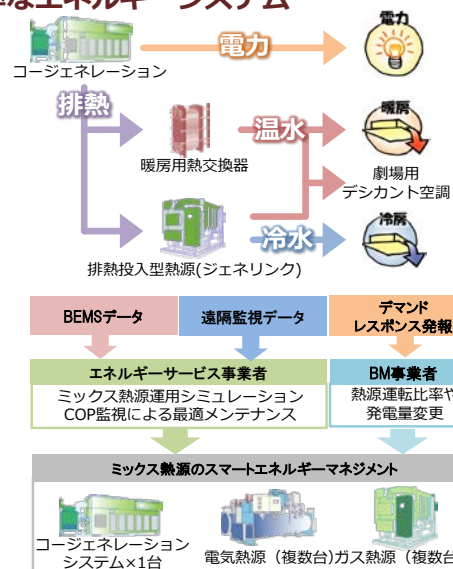 なエネルギーシステム
電力
電力
コージェネレーション
排熱
暖房
温水
暖房用熱交換器
劇場用
デシカント空調
冷房
冷水
排熱投入型熱源(ジェネリンク)
BEMSデータ
遠隔監視データ
デマンド
レスポンス発報
エネルギーサービス事業者
BM事業者
ミックス熱源運用シミュレーション
COP監視による最適メンテナンス
熱源運転比率や
発電量変更
ミックス熱源のスマートエネルギーマネジメント
コージェネレーション
システム×1台
電気熱源（複数台)
ガス熱源（複数台